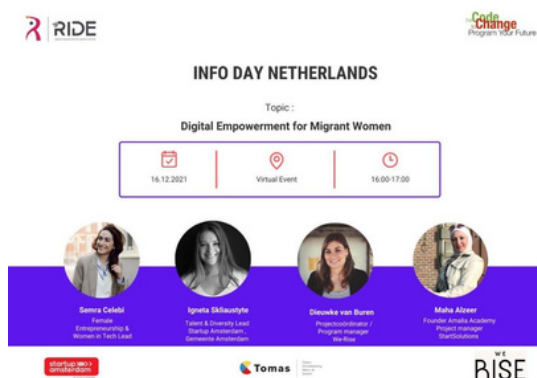 RIDE
Code
Change
Program Your Future
INFO DAY NETHERLANDS
Topic :
Digital Empowerment for Migrant Women
16.12.2021
Virtual Event
16:00-17:00
Semra Celebi
Female
Entrepreneurship &
Women in Tech Lead
Igneta Skliaustyte
Talent & Diversity Lead
Startup Amsterdam ,
Gemeente Amsterdam
Dieuwke van Buren
Projectcoördinator /
Program manager
We-Rise
Maha Alzeer
Founder Amalia Academy
Project manager
StartSolutions
startup
amsterdam
Tomas
WE
RISE